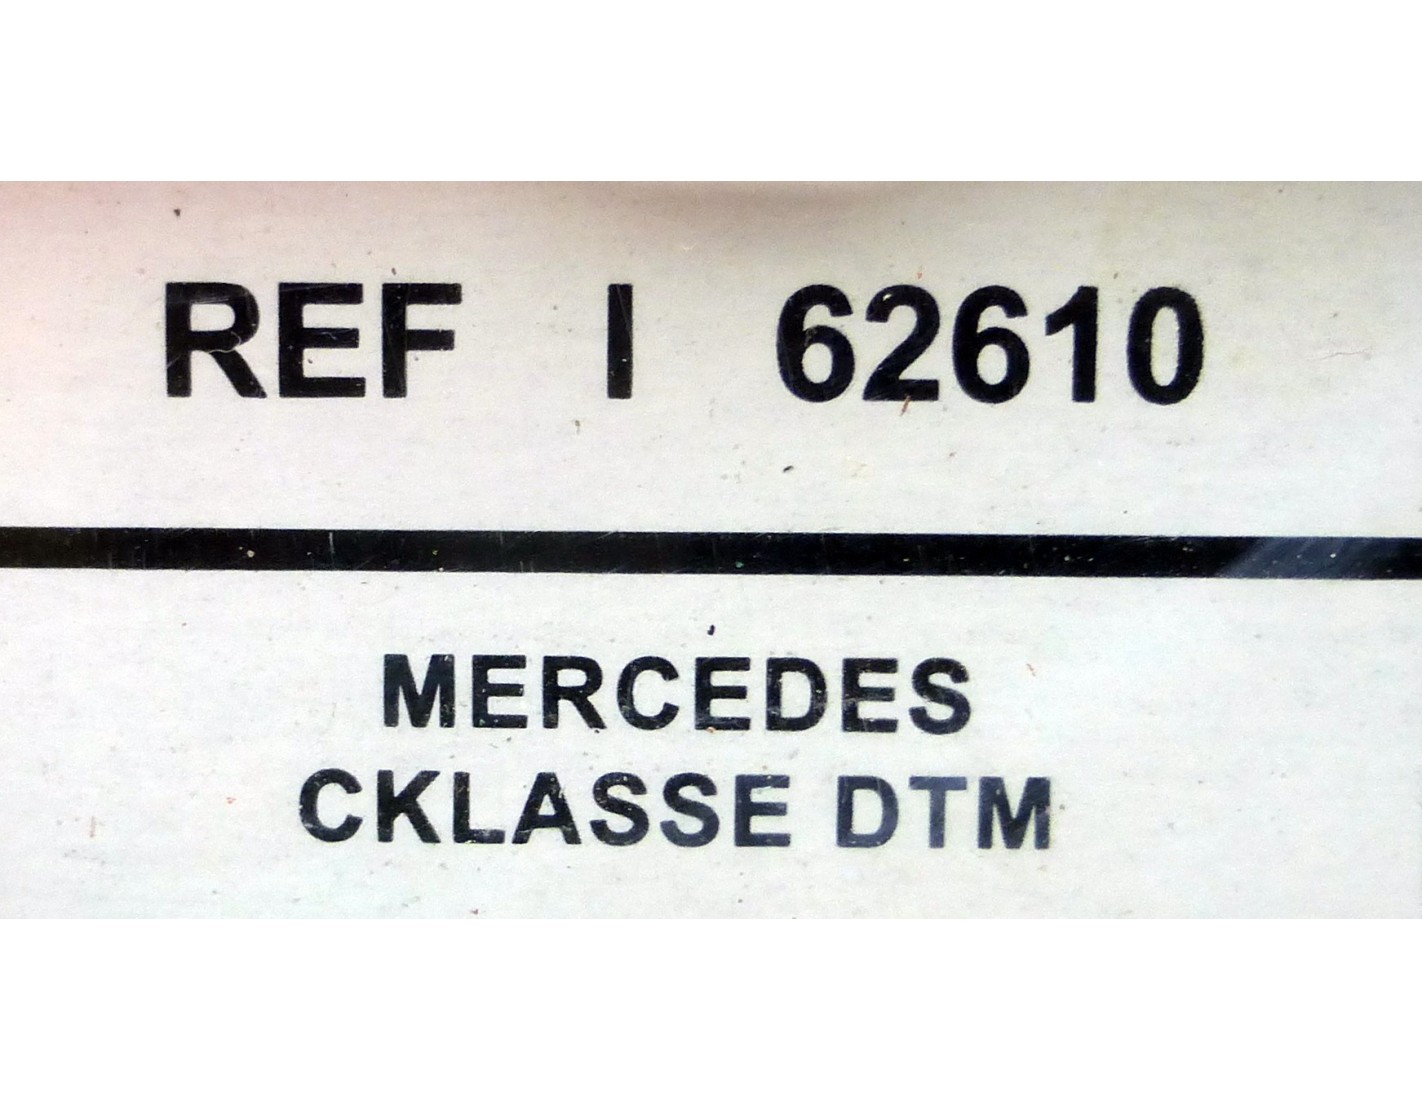 REF I 62610
MERCEDES
CKLASSE DTM